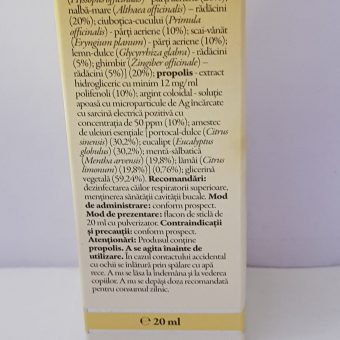 (Hyssopus officinalis) - părți aeriene (10%);
nalbă-mare (Althaea officinalis) – rădăcini
(20%); ciuboțica-cucului (Primula
officinalis) - părți aeriene (10%); scai-vânăt
(Eryngium planum) - părți aeriene (10%);
lemn-dulce (Glycyrrhiza glabra) - rădăcini
(5%); ghimbir (Zingiber officinale) –
rădăcini (5%)] (20%); propolis - extract
hidrogliceric cu minim 12 mg/ml
polifenoli (10%); argint coloidal - soluție
apoasă cu microparticule de Ag încărcate
cu sarcină electrică pozitivă cu
concentrația de 50 ppm (10%); amestec
de uleiuri esențiale [portocal-dulce (Citrus
sinensis) (30,2%); eucalipt (Eucalyptus
globulus) (30,2%); mentă-sălbatică
(Mentha arvensis) (19,8%); lămâi (Citrus
limonum) (19,8%)] (0,76%); glicerină
vegetală (59,24%). Recomandări:
dezinfectarea căilor respiratorii superioare,
menținerea sănătății cavității bucale. Mod
de administrare: conform prospect.
Mod de prezentare: flacon de sticlă de
20 ml cu pulverizator. Contraindicații
și precauții: conform prospect.
Atenționări: Produsul conține
propolis. A se agita înainte de
utilizare. În cazul contactului accidental
cu ochii se înlătură prin spălare cu apă
rece. A nu se lăsa la îndemâna și la vederea
copiilor. A nu se depăși doza recomandată
pentru consumul zilnic.
℮ 20 ml